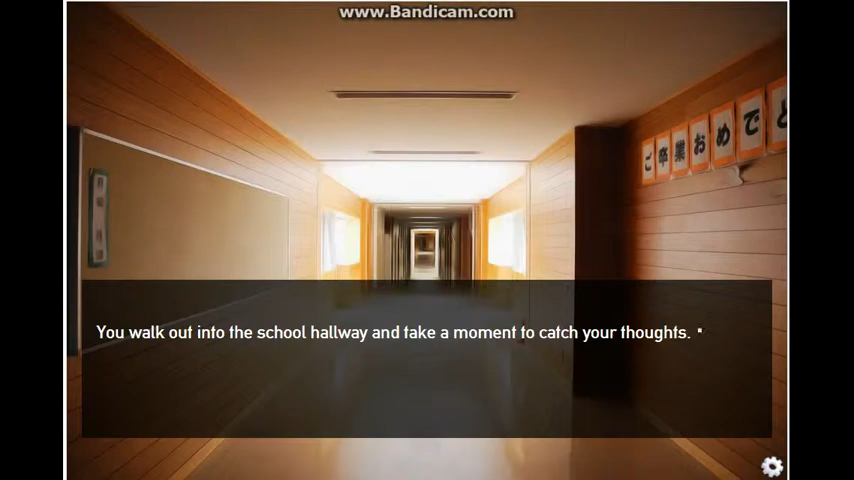 www.Bandicam.com
ご卒業おめでと
You walk out into the school hallway and take a moment to catch your thoughts.